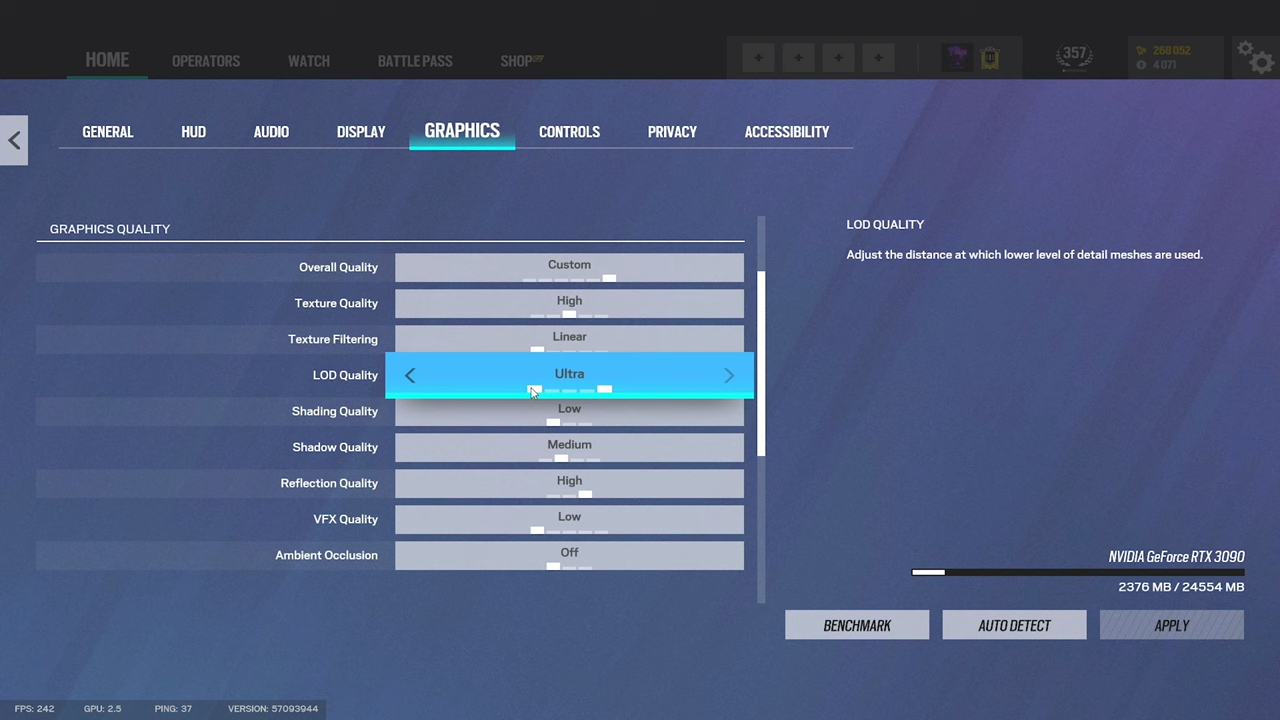 HOME OPERATORS WATCH BATTLE PASS SHOP 357 268 052
4 071
GENERAL HUD AUDIO DISPLAY GRAPHICS CONTROLS PRIVACY ACCESSIBILITY
GRAPHICS QUALITY
Overall Quality Custom
Texture Quality High
Texture Filtering Linear
LOD Quality Ultra
Shading Quality Low
Shadow Quality Medium
Reflection Quality High
VFX Quality Low
Ambient Occlusion Off
LOD QUALITY
Adjust the distance at which lower level of detail meshes are used.
NVIDIA GeForce RTX 3090
2376 MB / 24554 MB
BENCHMARK AUTO DETECT APPLY
FPS: 242 GPU: 2.5 PING: 37 VERSION: 57093944